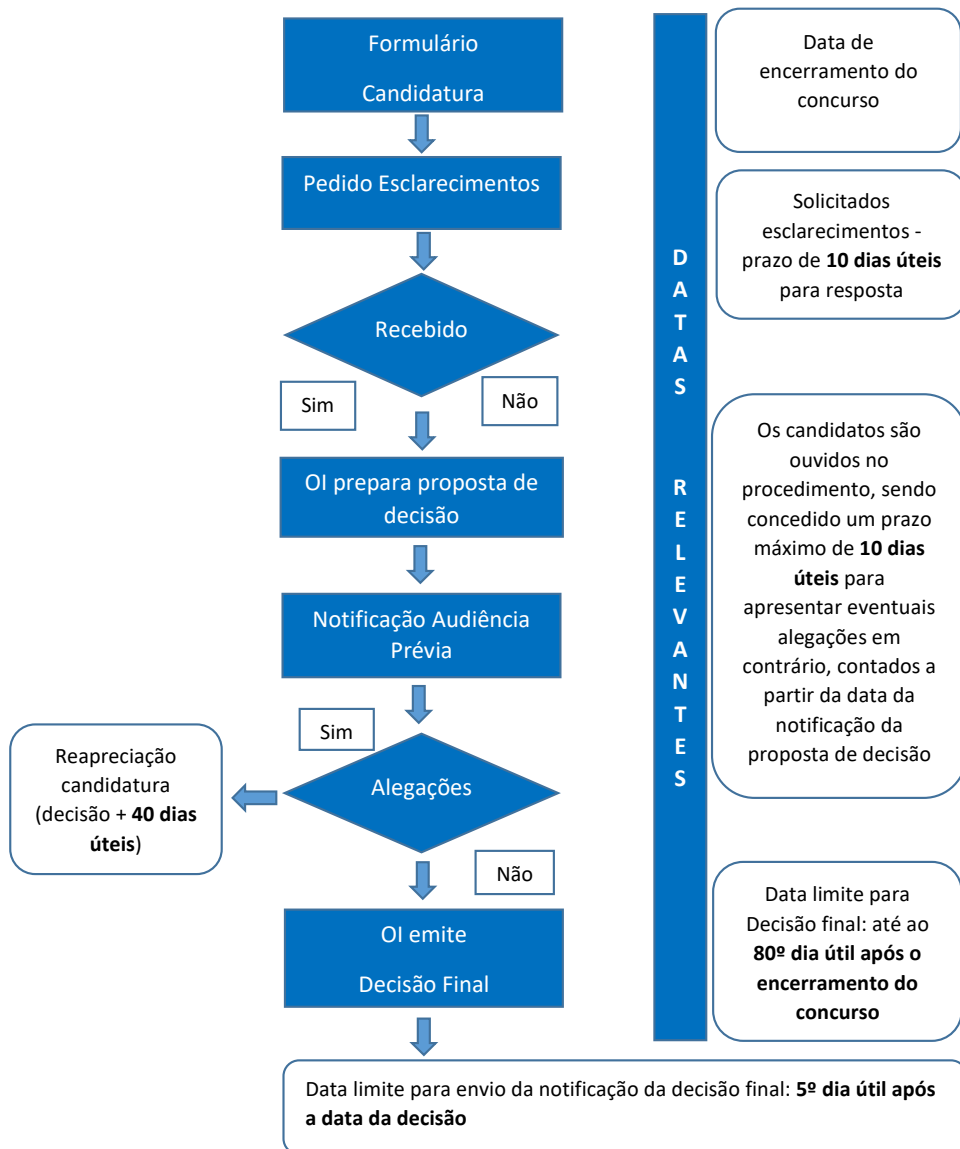 Formulário
Candidatura
Data de
encerramento do
concurso
Pedido Esclarecimentos
Solicitados
esclarecimentos -
prazo de 10 dias úteis
para resposta
Recebido
Sim
Não
DATAS RELEVANTES
OI prepara proposta de
decisão
Os candidatos são
ouvidos no
procedimento, sendo
concedido um prazo
máximo de 10 dias
úteis para
apresentar eventuais
alegações em
contrário, contados a
partir da data da
notificação da
proposta de decisão
Notificação Audiência
Prévia
Sim
Alegações
Reapreciação
candidatura
(decisão + 40 dias
úteis)
Não
OI emite
Decisão Final
Data limite para
Decisão final: até ao
80º dia útil após o
encerramento do
concurso
Data limite para envio da notificação da decisão final: 5º dia útil após
a data da decisão